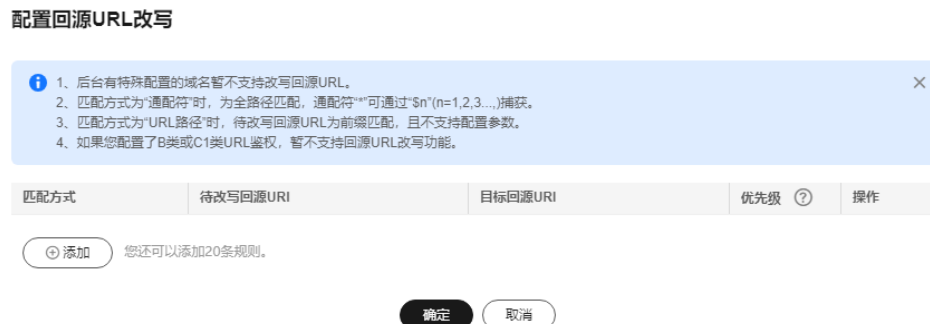 配置回源URL改写
1、后台有特殊配置的域名暂不支持改写回源URL。
2、匹配方式为“通配符”时，为全路径匹配，通配符“*”可通过“$n”(n=1,2,3...,)捕获。
3、匹配方式为“URL路径”时，待改写回源URL为前缀匹配，且不支持配置参数。
4、如果您配置了B类或C1类URL鉴权，暂不支持回源URL改写功能。
匹配方式 待改写回源URI 目标回源URI 优先级 ? 操作
添加 您还可以添加20条规则。
确定 取消